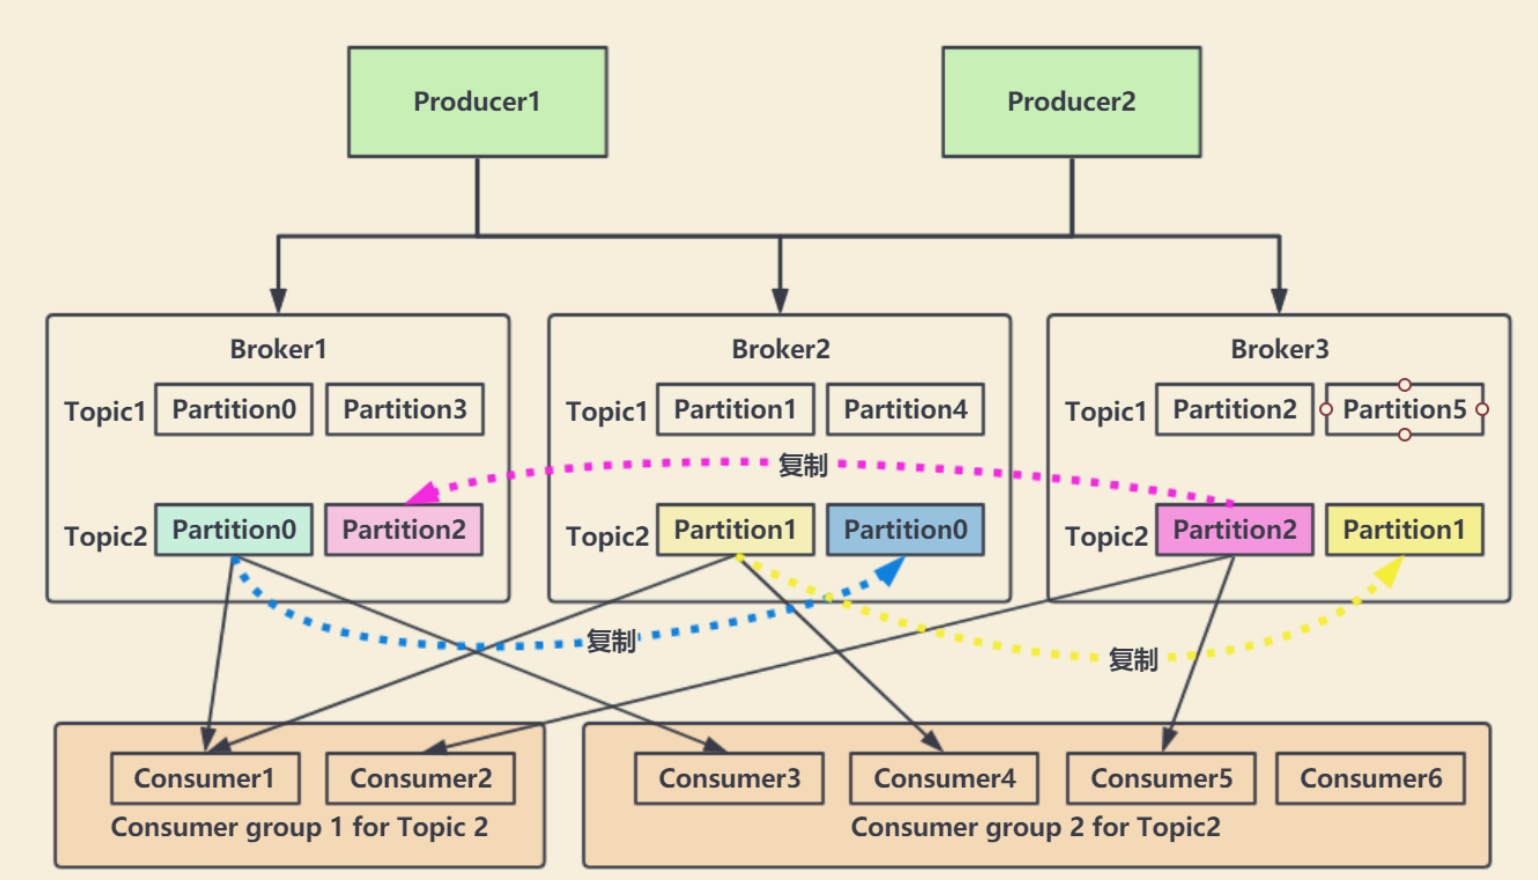 Producer1
Producer2
Broker1
Broker2
Broker3
Topic1 Partition0 Partition3
Topic1 Partition1 Partition4
Topic1 Partition2 Partition5
复制
Topic2 Partition0 Partition2
Topic2 Partition1 Partition0
Topic2 Partition2 Partition1
复制
复制
Consumer1 Consumer2
Consumer group 1 for Topic 2
Consumer3 Consumer4 Consumer5 Consumer6
Consumer group 2 for Topic2